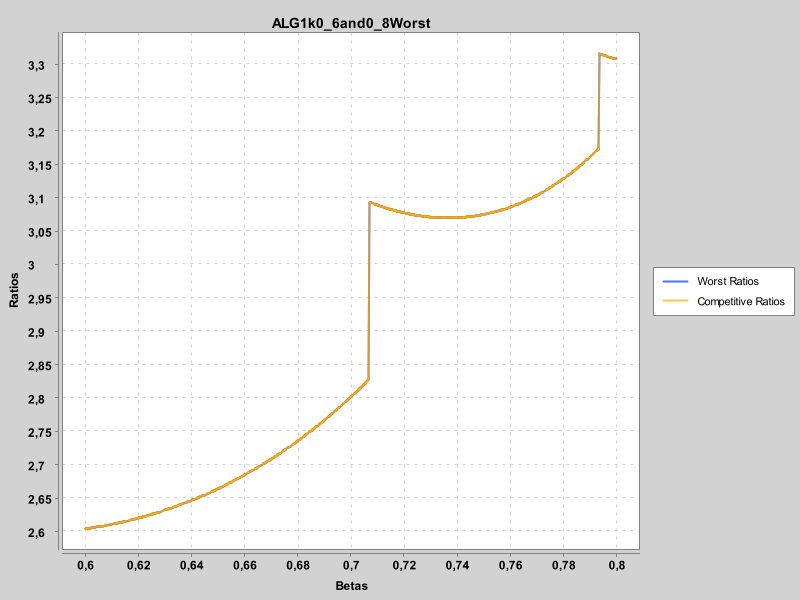 ALG1k0_6and0_8Worst
3,3
3,25
3,2
3,15
3,1
3,05
3
2,95
2,9
2,85
2,8
2,75
2,7
2,65
2,6
Ratios
0,6 0,62 0,64 0,66 0,68 0,7 0,72 0,74 0,76 0,78 0,8
Betas
Worst Ratios
Competitive Ratios